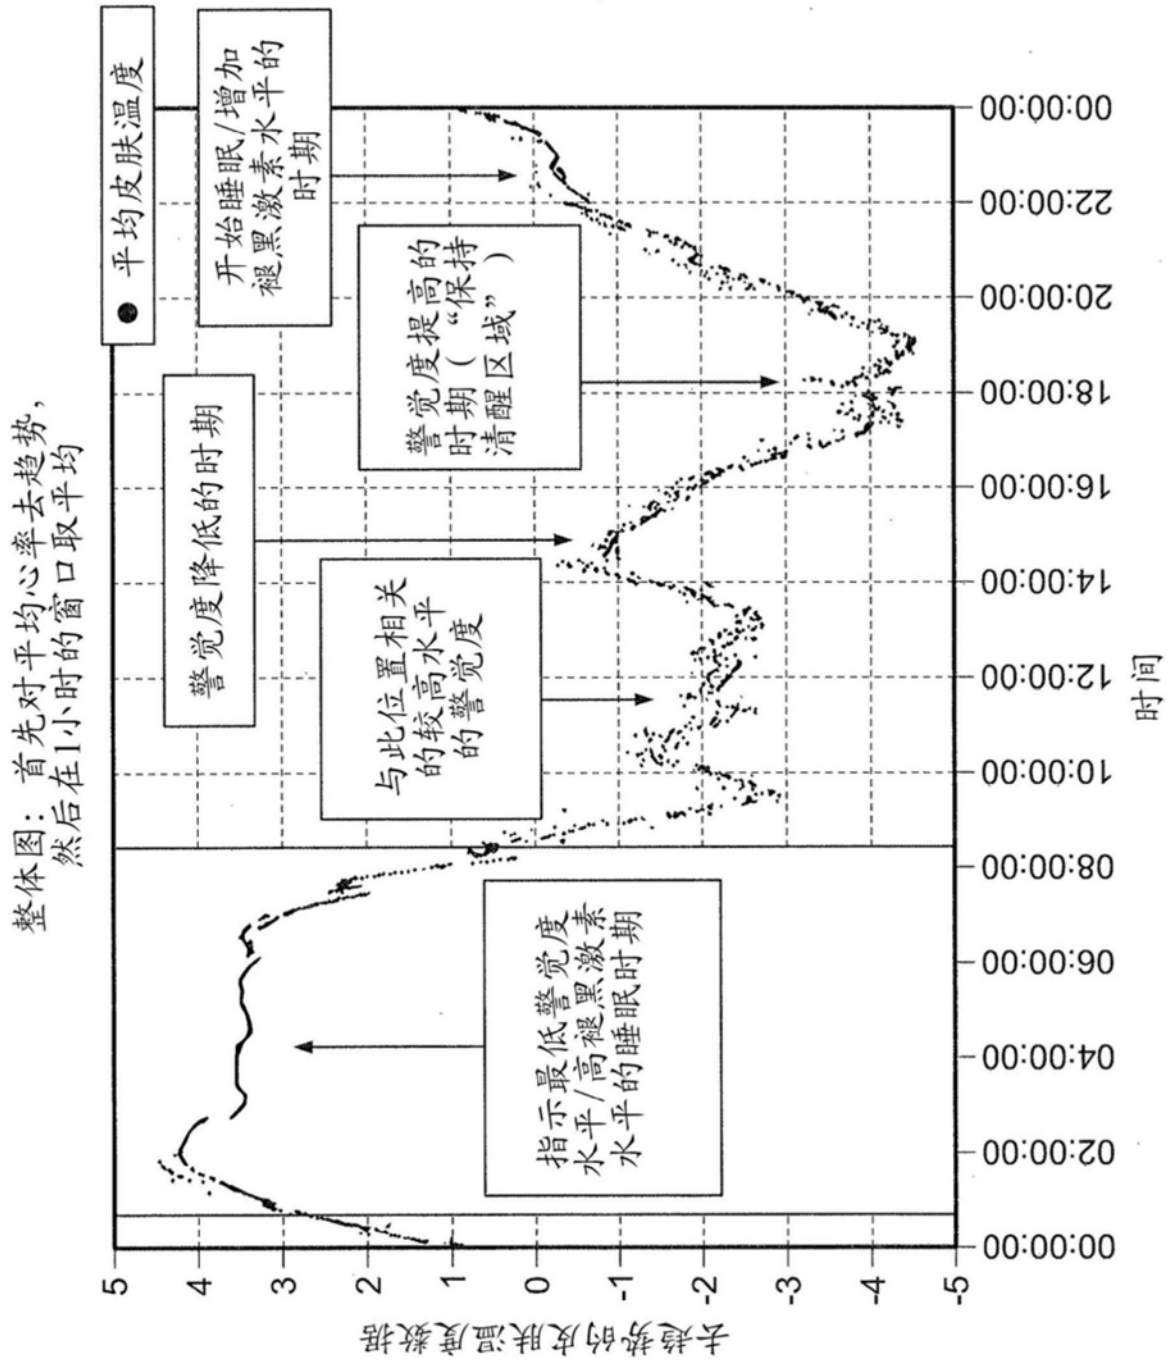 整体图：首先对平均心率去趋势，
然后在1小时的窗口取平均
● 平均皮肤温度
开始睡眠/增加
褪黑激素水平的
时期
警觉度降低的时期
警觉度提高的
时期（“保持
清醒区域”）
与此位置相关
的较高水平
的警觉度
指示最低警觉度
水平/高褪黑激素
水平的睡眠时期
去趋势的皮肤温度数据
5
4
3
2
1
0
-1
-2
-3
-4
-5
00:00:00
02:00:00
04:00:00
06:00:00
08:00:00
10:00:00
12:00:00
14:00:00
16:00:00
18:00:00
20:00:00
22:00:00
00:00:00
时间